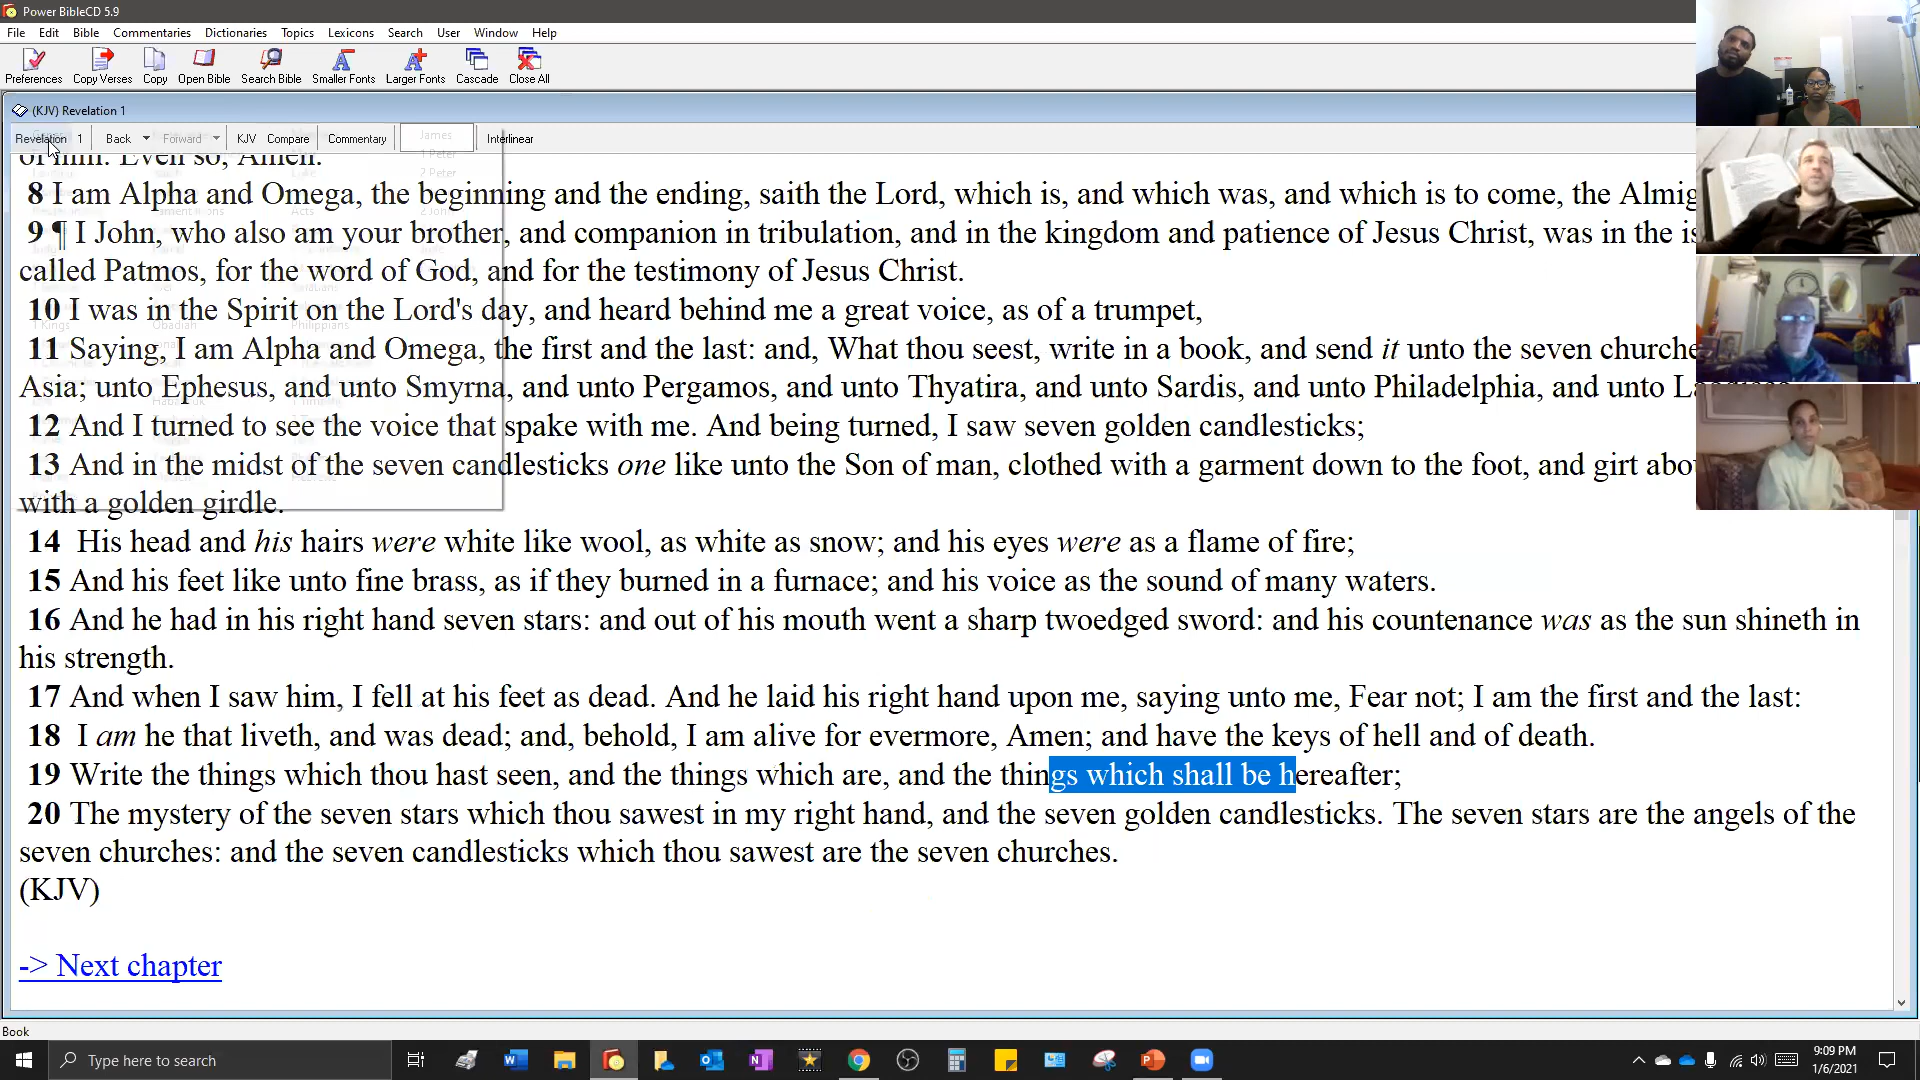 Power BibleCD 5.9
File Edit Bible Commentaries Dictionaries Topics Lexicons Search User Window Help
Preferences Copy Verses Copy Open Bible Search Bible Smaller Fonts Larger Fonts Cascade Close All
(KJV) Revelation 1
Revelation 1 Back Forward KJV Compare Commentary James Interlinear
1 Peter
of him. Even so, Amen.
2 Peter
8 I am Alpha and Omega, the beginning and the ending, saith the Lord, which is, and which was, and which is to come, the Almig
Acts
2 John
9 ¶ I John, who also am your brother, and companion in tribulation, and in the kingdom and patience of Jesus Christ, was in the is
called Patmos, for the word of God, and for the testimony of Jesus Christ.
10 I was in the Spirit on the Lord's day, and heard behind me a great voice, as of a trumpet,
1 Kings Obadiah Philippians
11 Saying, I am Alpha and Omega, the first and the last: and, What thou seest, write in a book, and send it unto the seven churche
Asia; unto Ephesus, and unto Smyrna, and unto Pergamos, and unto Thyatira, and unto Sardis, and unto Philadelphia, and unto
12 And I turned to see the voice that spake with me. And being turned, I saw seven golden candlesticks;
13 And in the midst of the seven candlesticks one like unto the Son of man, clothed with a garment down to the foot, and girt abo
with a golden girdle.
14 His head and his hairs were white like wool, as white as snow; and his eyes were as a flame of fire;
15 And his feet like unto fine brass, as if they burned in a furnace; and his voice as the sound of many waters.
16 And he had in his right hand seven stars: and out of his mouth went a sharp twoedged sword: and his countenance was as the sun shineth in
his strength.
17 And when I saw him, I fell at his feet as dead. And he laid his right hand upon me, saying unto me, Fear not; I am the first and the last:
18 I am he that liveth, and was dead; and, behold, I am alive for evermore, Amen; and have the keys of hell and of death.
19 Write the things which thou hast seen, and the things which are, and the things which shall be hereafter;
20 The mystery of the seven stars which thou sawest in my right hand, and the seven golden candlesticks. The seven stars are the angels of the
seven churches: and the seven candlesticks which thou sawest are the seven churches.
(KJV)
-> Next chapter
Book
Type here to search
9:09 PM
1/6/2021